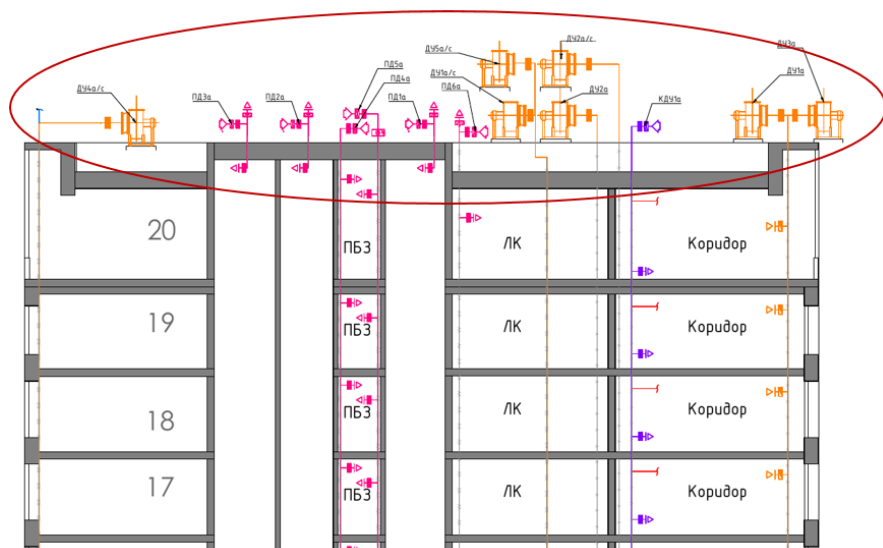 ДУ5а/с
ДУ2а/с
ДУ3а
ПД5а
ПД4а
ДУ1а/с
ДУ1а
ДУ4а/с
ПД3а
ПД2а
ПД1а
ПД6а
ДУ2а
КДУ1а
20
ПБЗ
ЛК
Коридор
19
ПБЗ
ЛК
Коридор
18
ПБЗ
ЛК
Коридор
17
ПБЗ
ЛК
Коридор